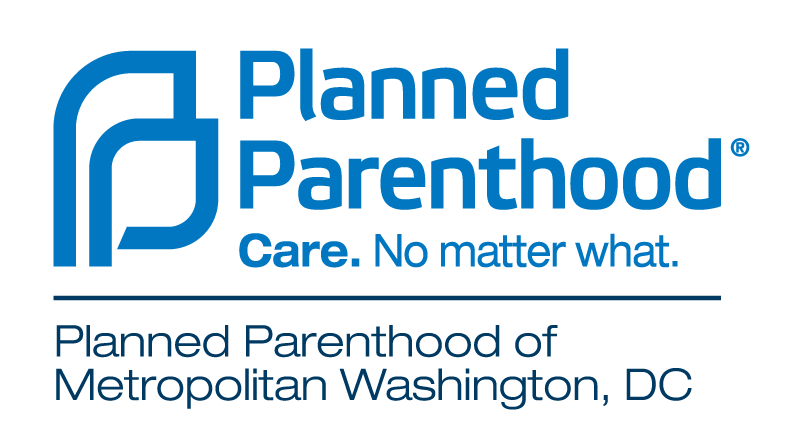 Planned
Parenthood®
Care. No matter what.
Planned Parenthood of
Metropolitan Washington, DC